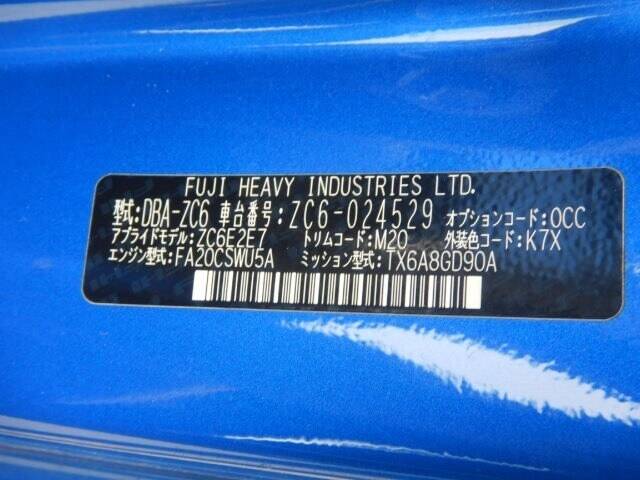 FUJI HEAVY INDUSTRIES LTD.
型式:DBA-ZC6 車台番号:ZC6-024529 オプションコード:OCC
アプライドモデル:ZC6E2E7 トリムコード:M20 外装色コード:K7X
エンジン型式:FA20CSWU5A ミッション型式:TX6A8GD90A